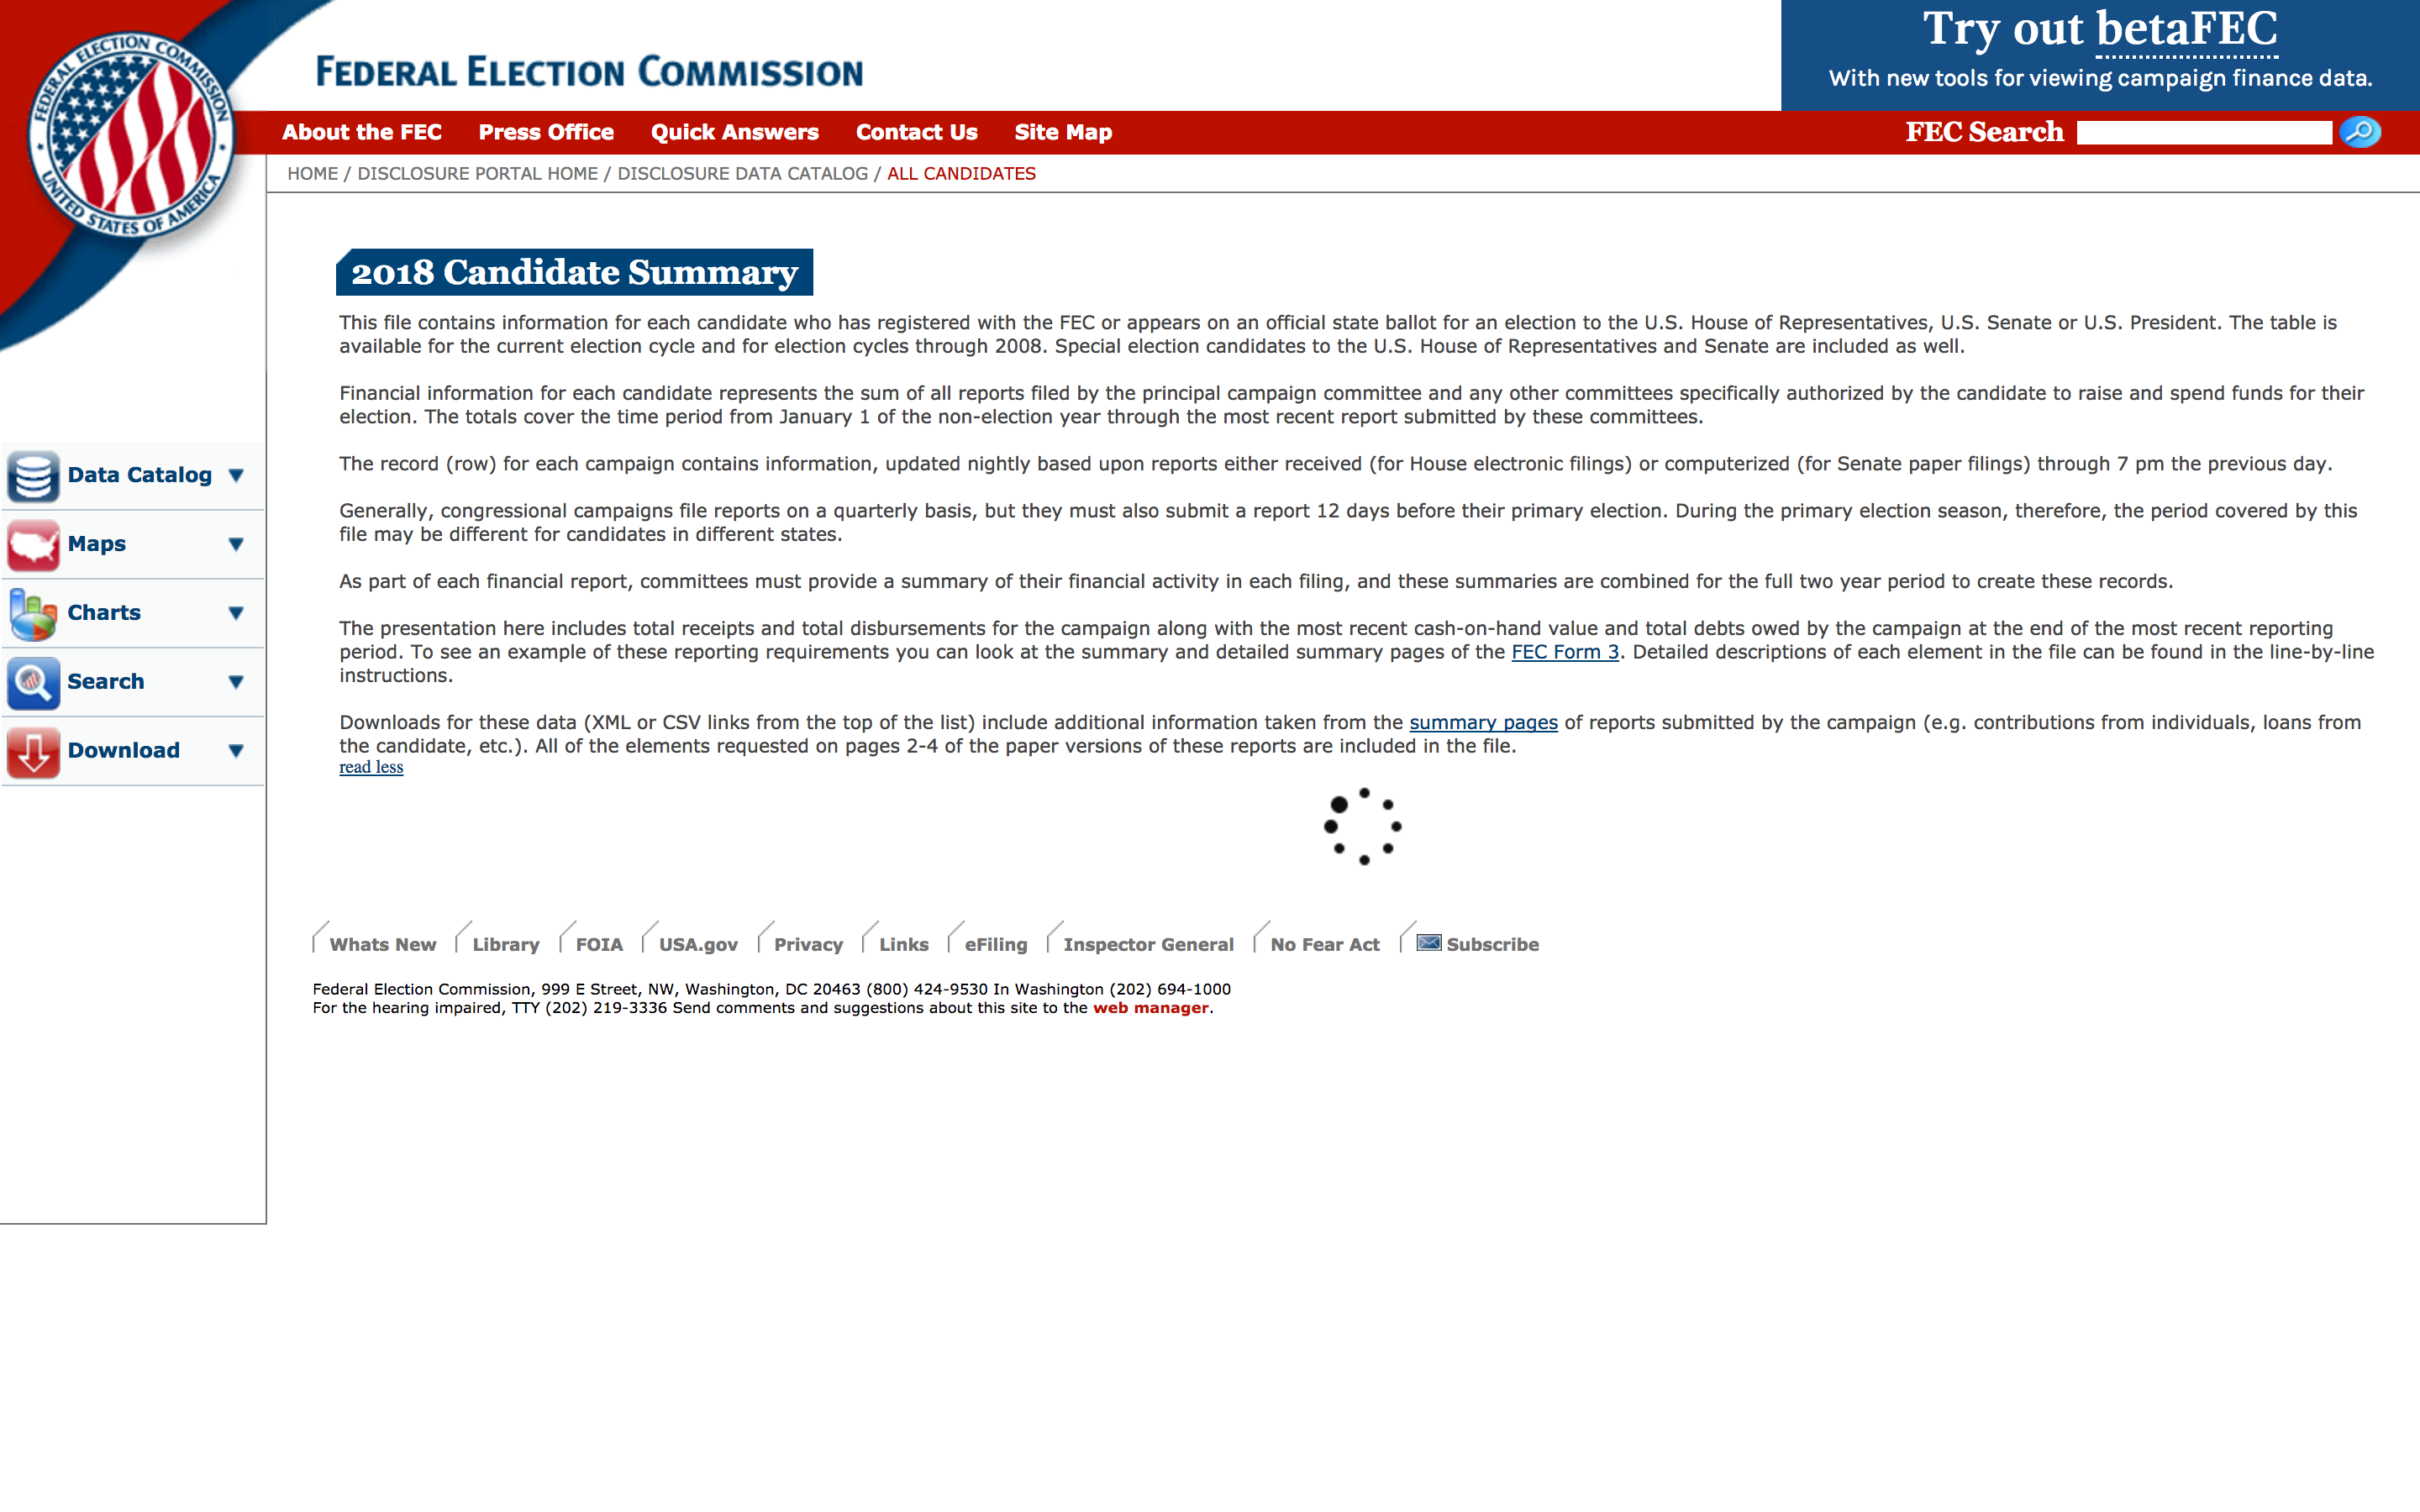 FEDERAL ELECTION COMMISSION
UNITED STATES OF AMERICA
FEDERAL ELECTION COMMISSION
Try out betaFEC
With new tools for viewing campaign finance data.
About the FEC Press Office Quick Answers Contact Us Site Map FEC Search
HOME / DISCLOSURE PORTAL HOME / DISCLOSURE DATA CATALOG / ALL CANDIDATES
Data Catalog
Maps
Charts
Search
Download
2018 Candidate Summary
This file contains information for each candidate who has registered with the FEC or appears on an official state ballot for an election to the U.S. House of Representatives, U.S. Senate or U.S. President. The table is
available for the current election cycle and for election cycles through 2008. Special election candidates to the U.S. House of Representatives and Senate are included as well.
Financial information for each candidate represents the sum of all reports filed by the principal campaign committee and any other committees specifically authorized by the candidate to raise and spend funds for their
election. The totals cover the time period from January 1 of the non-election year through the most recent report submitted by these committees.
The record (row) for each campaign contains information, updated nightly based upon reports either received (for House electronic filings) or computerized (for Senate paper filings) through 7 pm the previous day.
Generally, congressional campaigns file reports on a quarterly basis, but they must also submit a report 12 days before their primary election. During the primary election season, therefore, the period covered by this
file may be different for candidates in different states.
As part of each financial report, committees must provide a summary of their financial activity in each filing, and these summaries are combined for the full two year period to create these records.
The presentation here includes total receipts and total disbursements for the campaign along with the most recent cash-on-hand value and total debts owed by the campaign at the end of the most recent reporting
period. To see an example of these reporting requirements you can look at the summary and detailed summary pages of the FEC Form 3. Detailed descriptions of each element in the file can be found in the line-by-line
instructions.
Downloads for these data (XML or CSV links from the top of the list) include additional information taken from the summary pages of reports submitted by the campaign (e.g. contributions from individuals, loans from
the candidate, etc.). All of the elements requested on pages 2-4 of the paper versions of these reports are included in the file.
read less
Whats New Library FOIA USA.gov Privacy Links eFiling Inspector General No Fear Act Subscribe
Federal Election Commission, 999 E Street, NW, Washington, DC 20463 (800) 424-9530 In Washington (202) 694-1000
For the hearing impaired, TTY (202) 219-3336 Send comments and suggestions about this site to the web manager.